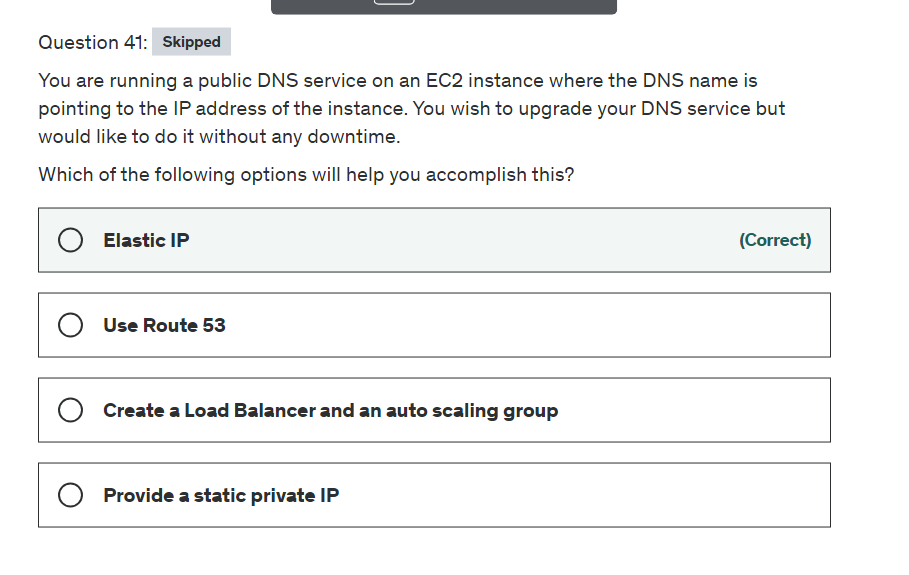 Question 41: Skipped
You are running a public DNS service on an EC2 instance where the DNS name is
pointing to the IP address of the instance. You wish to upgrade your DNS service but
would like to do it without any downtime.
Which of the following options will help you accomplish this?
Elastic IP (Correct)
Use Route 53
Create a Load Balancer and an auto scaling group
Provide a static private IP